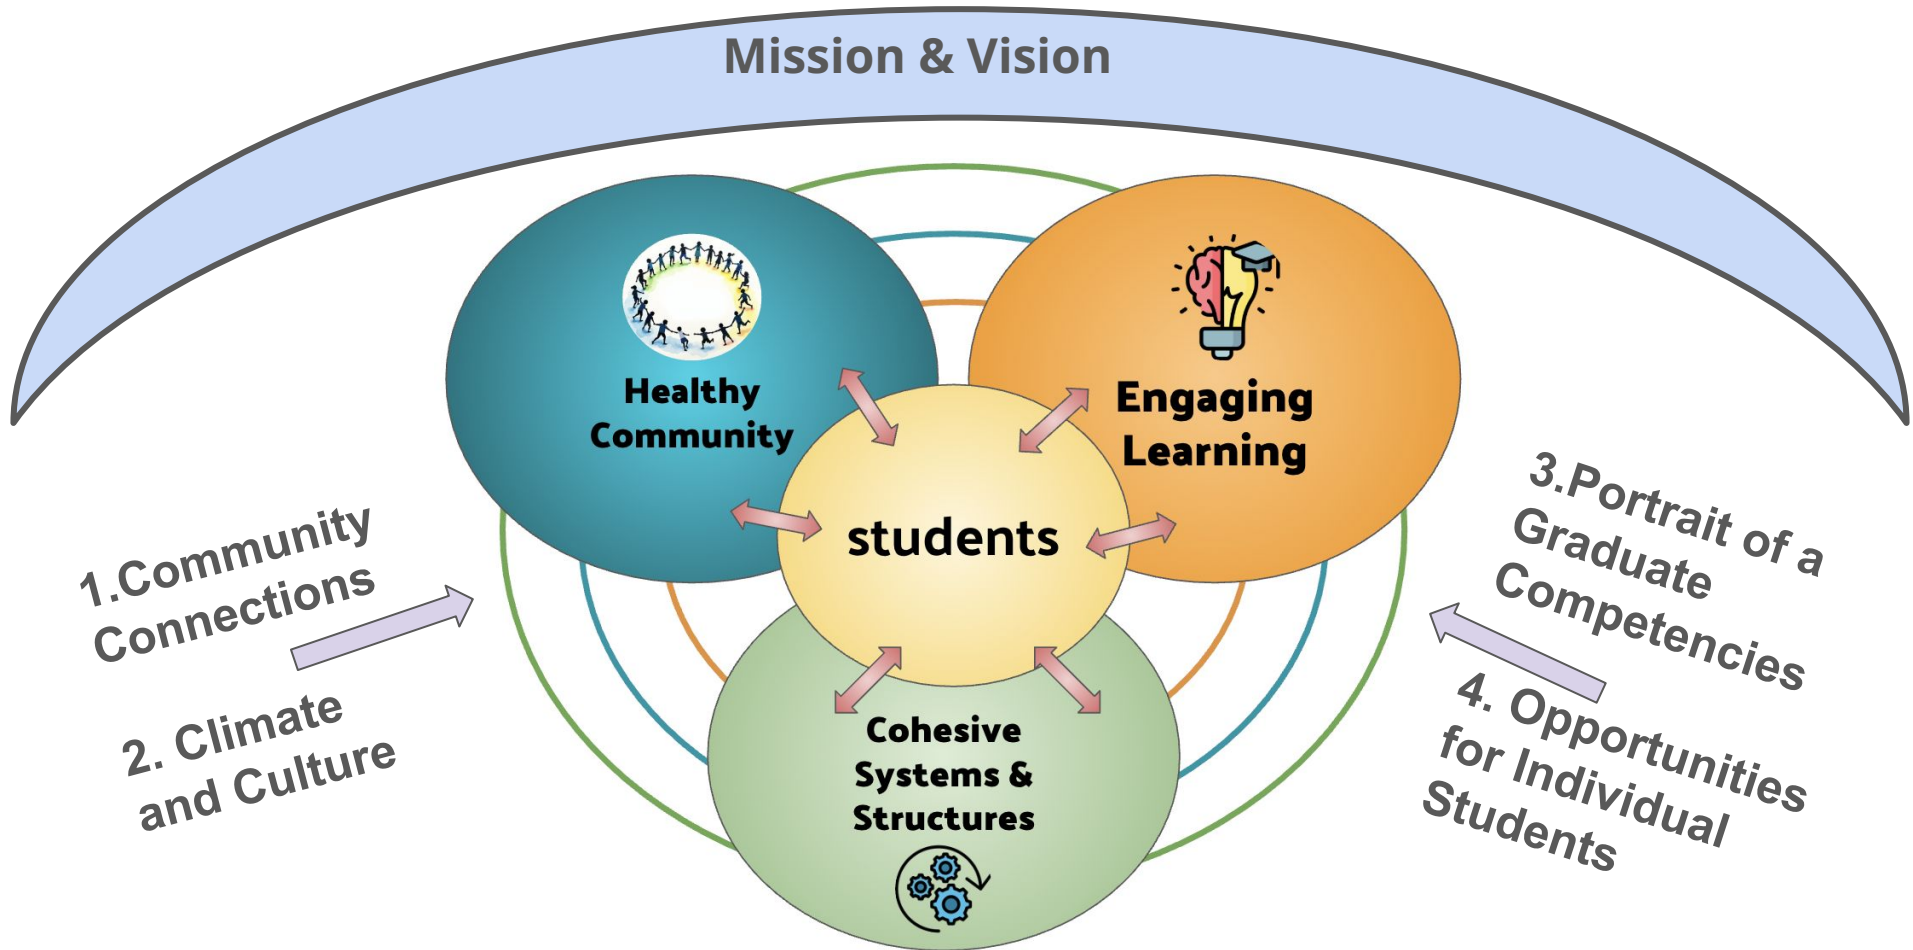 Mission & Vision
Healthy
Community
Engaging
Learning
students
Cohesive
Systems &
Structures
1.Community
Connections
2. Climate
and Culture
3.Portrait of a
Graduate
Competencies
4. Opportunities
for Individual
Students